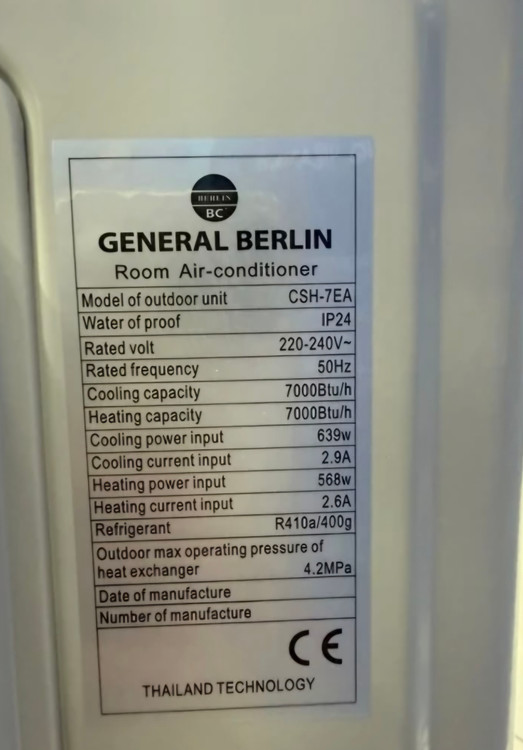 BERLIN
BC
GENERAL BERLIN
Room Air-conditioner
Model of outdoor unit CSH-7EA
Water of proof IP24
Rated volt 220-240V~
Rated frequency 50Hz
Cooling capacity 7000Btu/h
Heating capacity 7000Btu/h
Cooling power input 639w
Cooling current input 2.9A
Heating power input 568w
Heating current input 2.6A
Refrigerant R410a/400g
Outdoor max operating pressure of
heat exchanger 4.2MPa
Date of manufacture
Number of manufacture
CE
THAILAND TECHNOLOGY